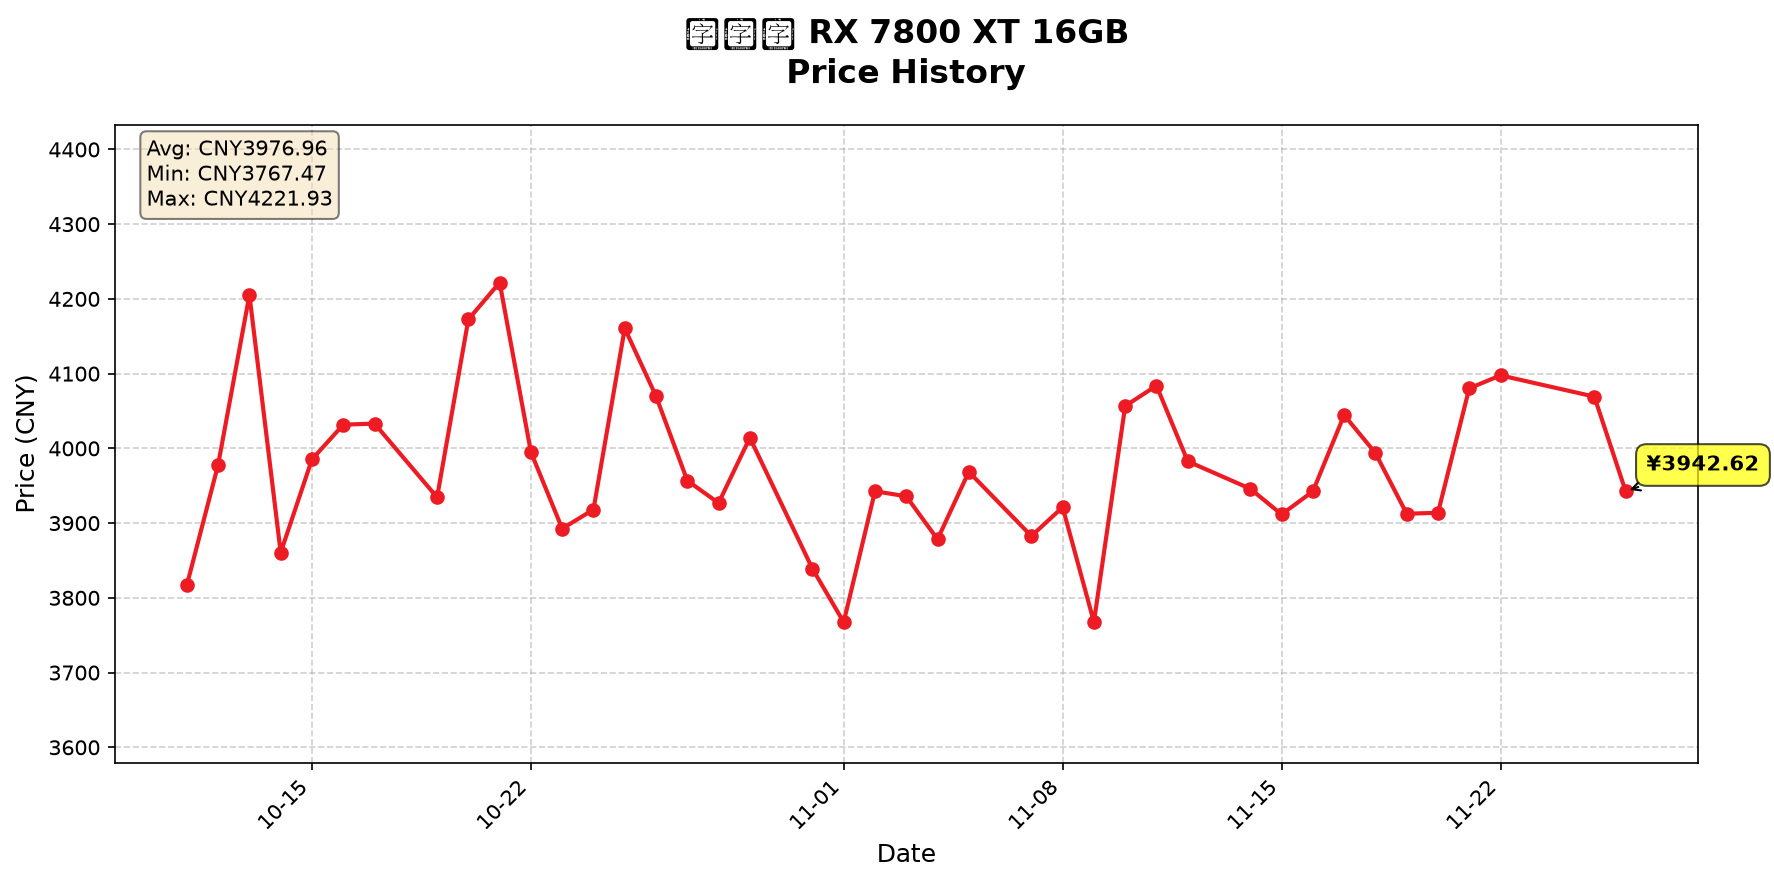 RX 7800 XT 16GB
Price History
Avg: CNY3976.96
Min: CNY3767.47
Max: CNY4221.93
Price (CNY)
4400
4300
4200
4100
4000
3900
3800
3700
3600
¥3942.62
10-15
10-22
11-01
11-08
11-15
11-22
Date